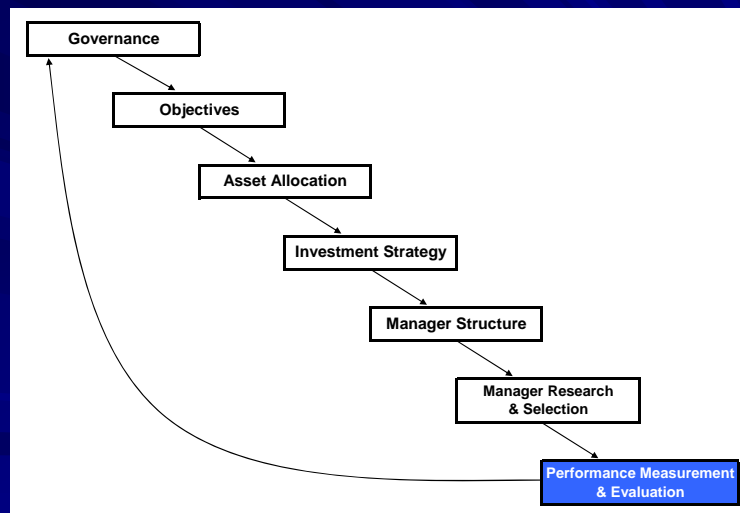 Governance
Objectives
Asset Allocation
Investment Strategy
Manager Structure
Manager Research
& Selection
Performance Measurement
& Evaluation